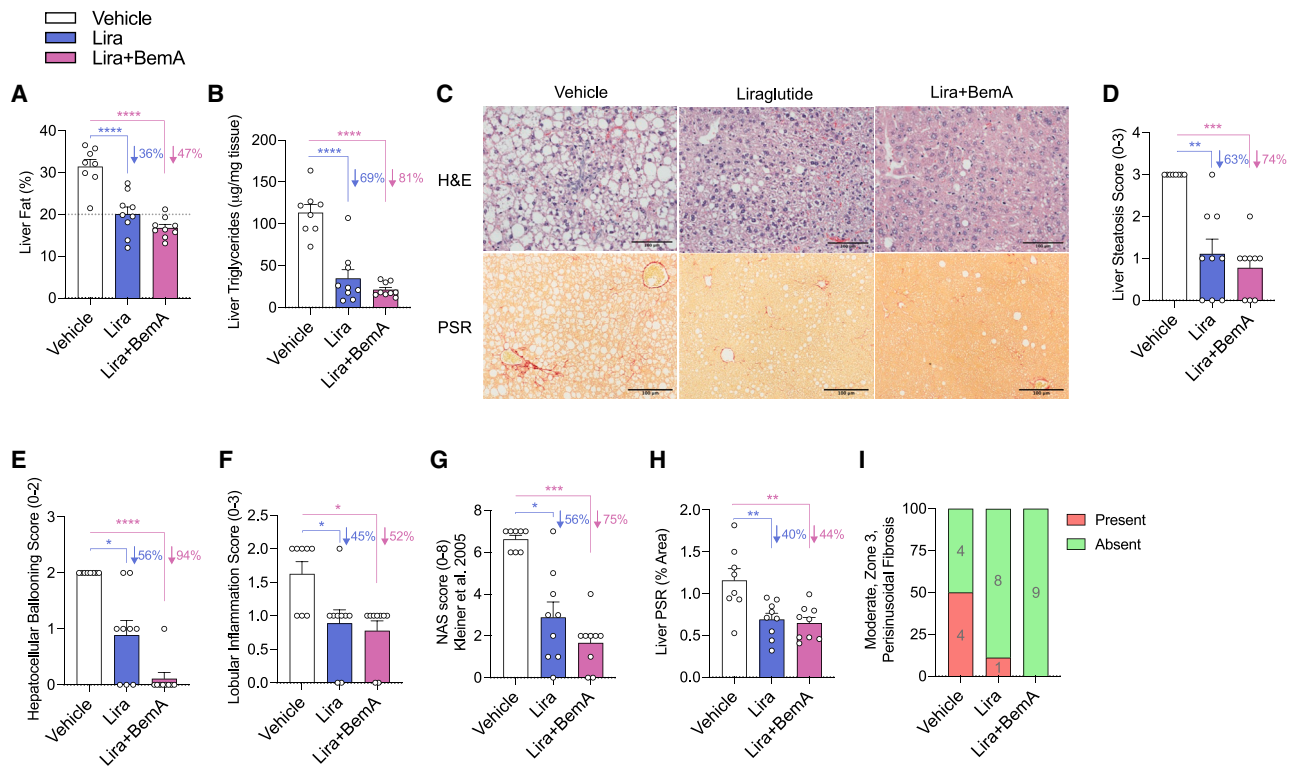 Vehicle
Lira
Lira+BemA
A
Liver Fat (%)
40
30
20
10
0
****
****
36%
47%
Vehicle
Lira
Lira+BemA
B
Liver Triglycerides (μg/mg tissue)
200
150
100
50
0
****
****
69%
81%
Vehicle
Lira
Lira+BemA
C
Vehicle
Liraglutide
Lira+BemA
H&E
PSR
100 μm
100 μm
100 μm
D
Liver Steatosis Score (0-3)
4
3
2
1
0
***
**
63%
74%
Vehicle
Lira
Lira+BemA
E
Hepatocellular Ballooning Score (0-2)
3
2
1
0
****
*
56%
94%
Vehicle
Lira
Lira+BemA
F
Lobular Inflammation Score (0-3)
2.5
2.0
1.5
1.0
0.5
0.0
*
*
45%
52%
Vehicle
Lira
Lira+BemA
G
NAS score (0-8)
Kleiner et al. 2005
8
6
4
2
0
***
*
56%
75%
Vehicle
Lira
Lira+BemA
H
Liver PSR (% Area)
2.0
1.5
1.0
0.5
0.0
**
**
40%
44%
Vehicle
Lira
Lira+BemA
I
Moderate, Zone 3,
Perisinusoidal Fibrosis
100
75
50
25
0
4
4
8
1
9
Vehicle
Lira
Lira+BemA
Present
Absent